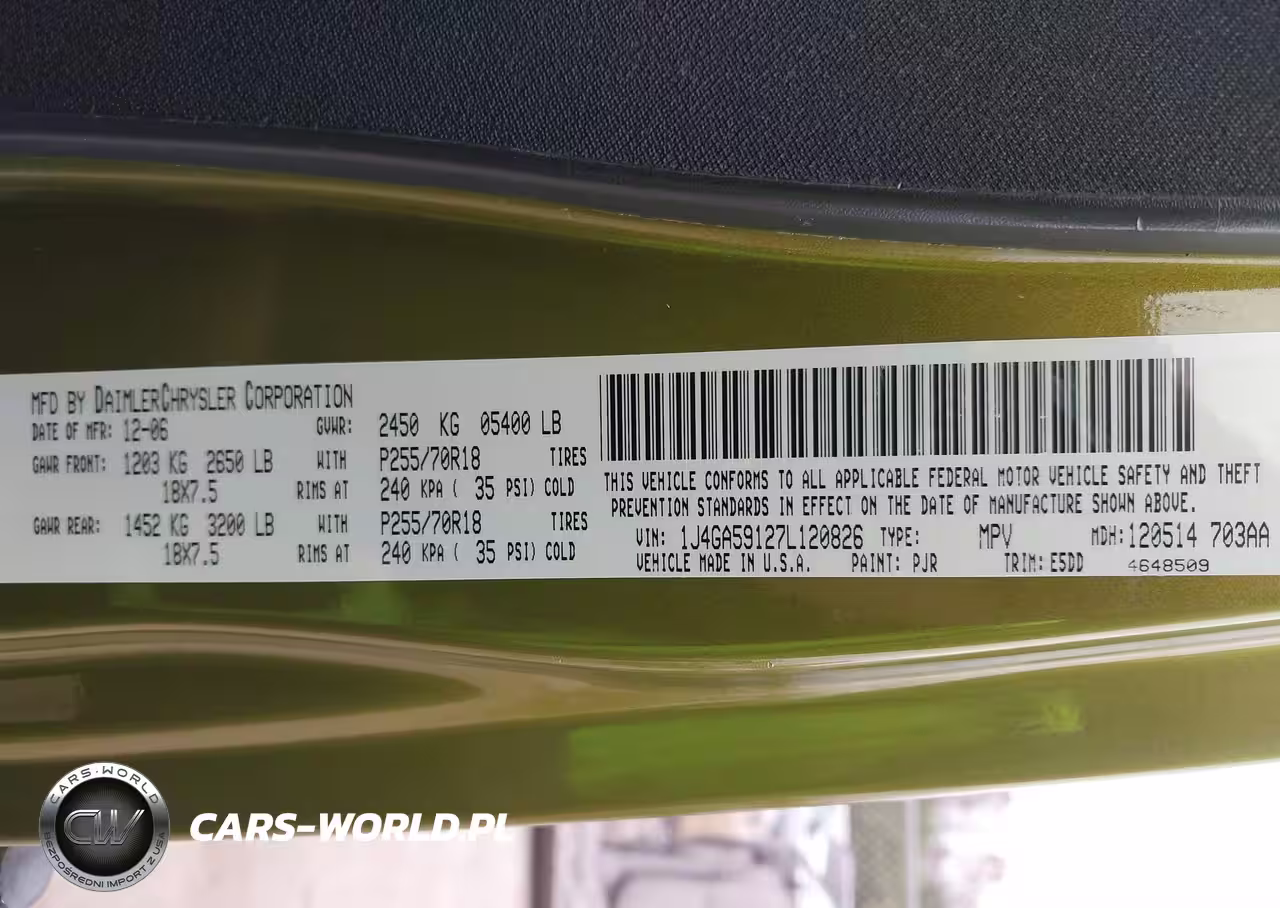 MFD BY DAIMLERCHRYSLER CORPORATION
DATE OF MFR: 12-06 GVWR: 2450 KG 05400 LB
GAWR FRONT: 1203 KG 2650 LB WITH P255/70R18 TIRES
18X7.5 RIMS AT 240 KPA ( 35 PSI) COLD
GAWR REAR: 1452 KG 3200 LB WITH P255/70R18 TIRES
18X7.5 RIMS AT 240 KPA ( 35 PSI) COLD
THIS VEHICLE CONFORMS TO ALL APPLICABLE FEDERAL MOTOR VEHICLE SAFETY AND THEFT
PREVENTION STANDARDS IN EFFECT ON THE DATE OF MANUFACTURE SHOWN ABOVE.
VIN: 1J4GA59127L120826 TYPE: MPV MDH: 120514 703AA
VEHICLE MADE IN U.S.A. PAINT: PJR TRIM: E5DD 4648509
CARS-WORLD
CW
BEZPOŚREDNI IMPORT Z USA
CARS-WORLD.PL